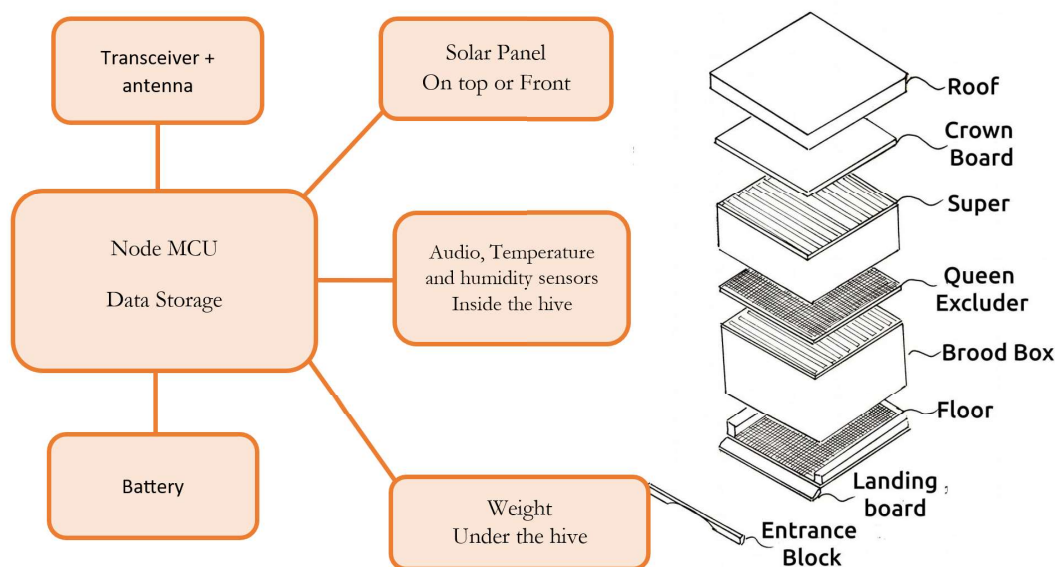 Transceiver +
antenna
Solar Panel
On top or Front
Node MCU
Data Storage
Audio, Temperature
and humidity sensors
Inside the hive
Battery
Weight
Under the hive
Roof
Crown
Board
Super
Queen
Excluder
Brood Box
Floor
Landing
board
Entrance
Block